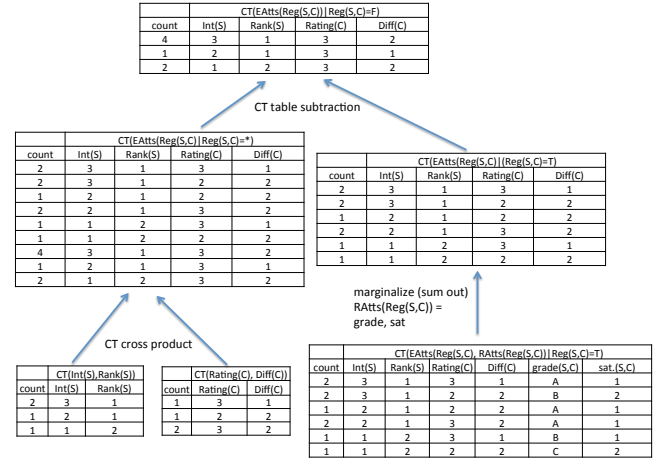 CT(EAtts(Reg(S,C))|Reg(S,C)=F)
count Int(S) Rank(S) Rating(C) Diff(C)
4 3 1 3 2
1 2 1 3 1
2 1 2 3 2
CT table subtraction
CT(EAtts(Reg(S,C)|Reg(S,C)=*)
count Int(S) Rank(S) Rating(C) Diff(C)
2 3 1 3 1
2 3 1 2 2
1 2 1 2 2
2 2 1 3 2
1 1 2 3 1
1 1 2 2 2
4 3 1 3 2
1 2 1 3 1
2 1 2 3 2
CT(EAtts(Reg(S,C)|(Reg(S,C)=T)
count Int(S) Rank(S) Rating(C) Diff(C)
2 3 1 3 1
2 3 1 2 2
1 2 1 2 2
2 2 1 3 2
1 1 2 3 1
1 1 2 2 2
marginalize (sum out)
RAtts(Reg(S,C)) =
grade, sat
CT cross product
CT(Int(S),Rank(S))
count Int(S) Rank(S)
2 3 1
1 2 1
1 1 2
CT(Rating(C), Diff(C))
count Rating(C) Diff(C)
1 3 1
1 2 2
2 3 2
CT(EAtts(Reg(S,C), RAtts(Reg(S,C))|Reg(S,C)=T)
count Int(S) Rank(S) Rating(C) Diff(C) grade(S,C) sat.(S,C)
2 3 1 3 1 A 1
2 3 1 2 2 B 2
1 2 1 2 2 A 1
2 2 1 3 2 A 1
1 1 2 3 1 B 1
1 1 2 2 2 C 2